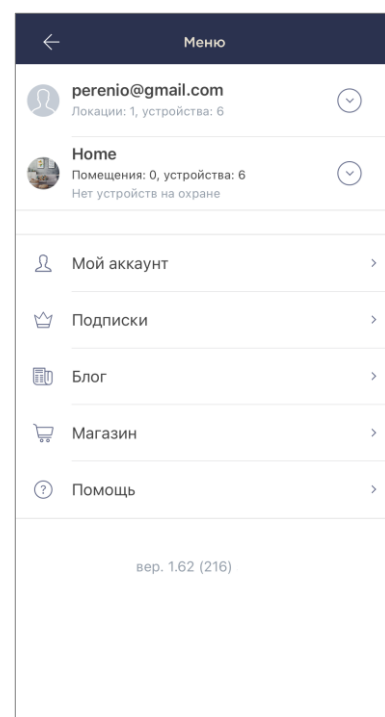 Меню
perenio@gmail.com
Локации: 1, устройства: 6
Home
Помещения: 0, устройства: 6
Нет устройств на охране
Мой аккаунт
Подписки
Блог
Магазин
Помощь
вер. 1.62 (216)